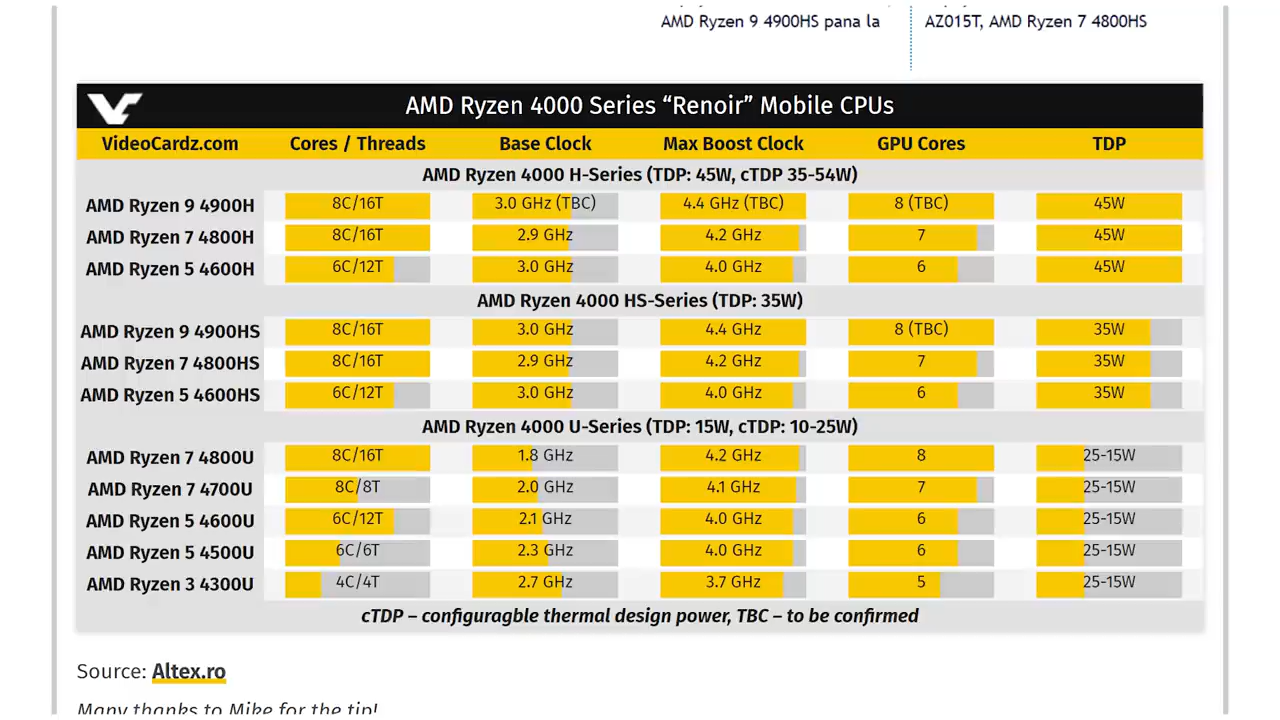 AMD Ryzen 9 4900HS pana la
AZ015T, AMD Ryzen 7 4800HS
AMD Ryzen 4000 Series “Renoir” Mobile CPUs
VideoCardz.com Cores / Threads Base Clock Max Boost Clock GPU Cores TDP
AMD Ryzen 4000 H-Series (TDP: 45W, cTDP 35-54W)
AMD Ryzen 9 4900H 8C/16T 3.0 GHz (TBC) 4.4 GHz (TBC) 8 (TBC) 45W
AMD Ryzen 7 4800H 8C/16T 2.9 GHz 4.2 GHz 7 45W
AMD Ryzen 5 4600H 6C/12T 3.0 GHz 4.0 GHz 6 45W
AMD Ryzen 4000 HS-Series (TDP: 35W)
AMD Ryzen 9 4900HS 8C/16T 3.0 GHz 4.4 GHz 8 (TBC) 35W
AMD Ryzen 7 4800HS 8C/16T 2.9 GHz 4.2 GHz 7 35W
AMD Ryzen 5 4600HS 6C/12T 3.0 GHz 4.0 GHz 6 35W
AMD Ryzen 4000 U-Series (TDP: 15W, cTDP: 10-25W)
AMD Ryzen 7 4800U 8C/16T 1.8 GHz 4.2 GHz 8 25-15W
AMD Ryzen 7 4700U 8C/8T 2.0 GHz 4.1 GHz 7 25-15W
AMD Ryzen 5 4600U 6C/12T 2.1 GHz 4.0 GHz 6 25-15W
AMD Ryzen 5 4500U 6C/6T 2.3 GHz 4.0 GHz 6 25-15W
AMD Ryzen 3 4300U 4C/4T 2.7 GHz 3.7 GHz 5 25-15W
cTDP – configuragble thermal design power, TBC – to be confirmed
Source: Altex.ro
Many thanks to Mike for the tip!